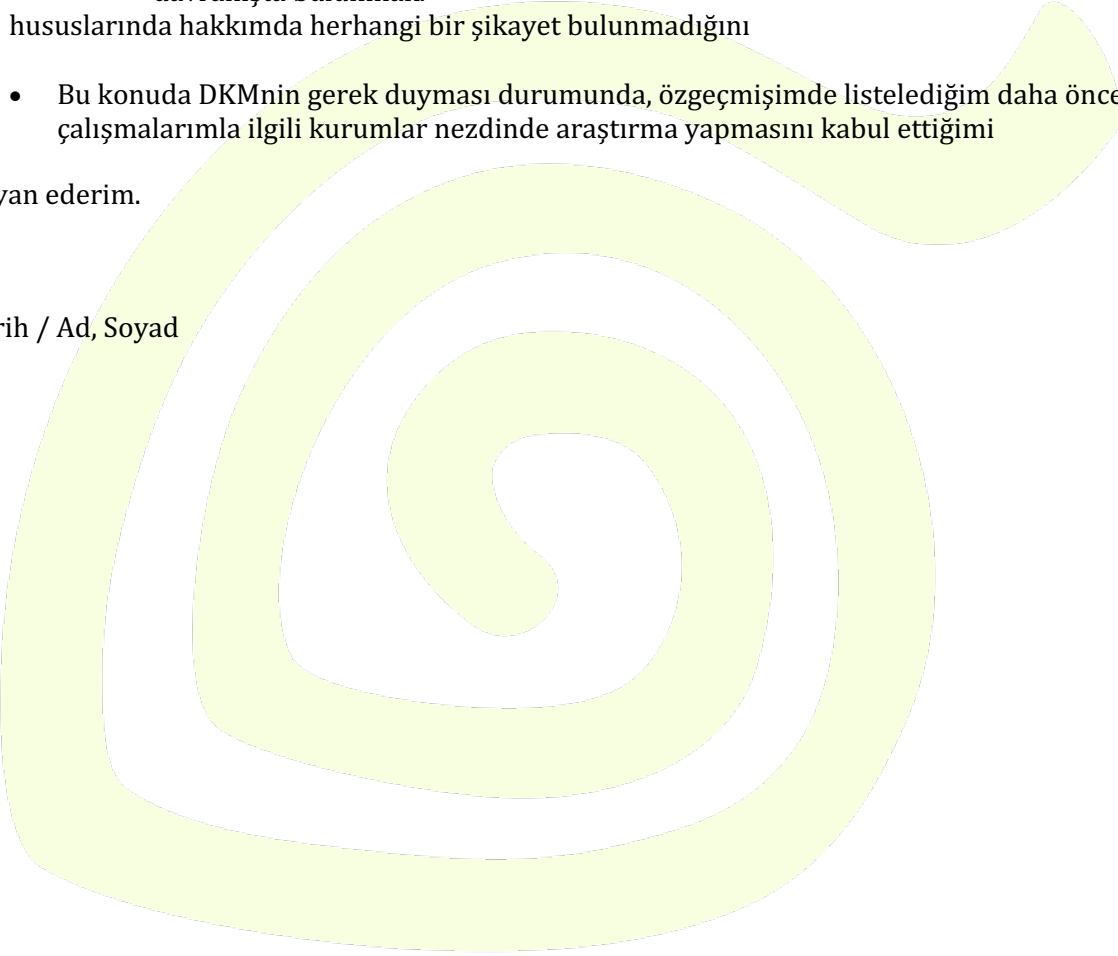 hususlarında hakkımda herhangi bir şikayet bulunmadığını
• Bu konuda DKMnin gerek duyması durumunda, özgeçmişimde listelediğim daha önce
çalışmalarımla ilgili kurumlar nezdinde araştırma yapmasını kabul ettiğimi
yan ederim.
rih / Ad, Soyad